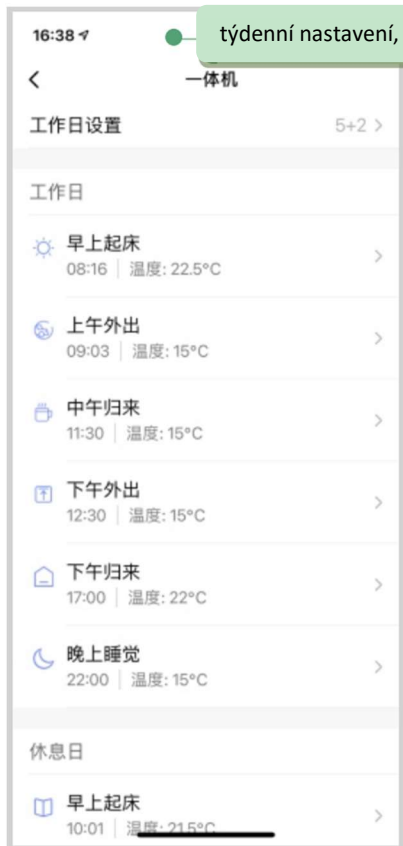 16:38
týdenní nastavení,
一体机
工作日设置 5+2 >
工作日
早上起床
08:16 | 温度: 22.5°C
上午外出
09:03 | 温度: 15°C
中午归来
11:30 | 温度: 15°C
下午外出
12:30 | 温度: 15°C
下午归来
17:00 | 温度: 22°C
晚上睡觉
22:00 | 温度: 15°C
休息日
早上起床
10:01 | 温度: 21.5°C